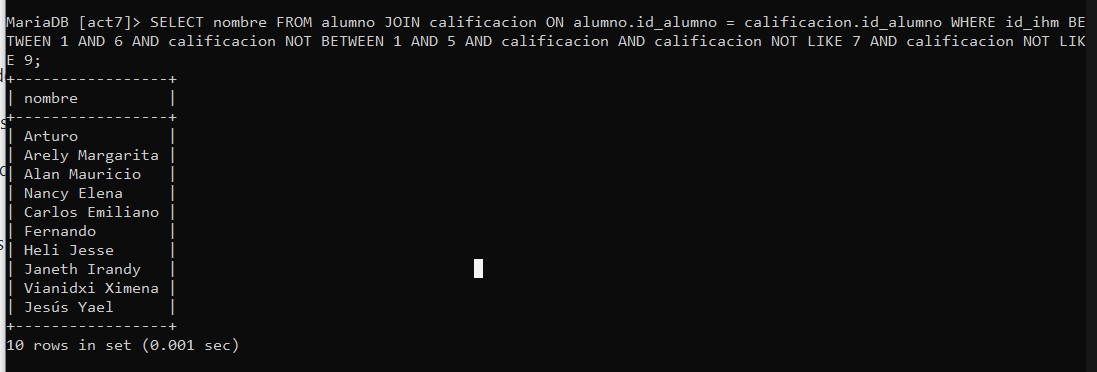 MariaDB [act7]> SELECT nombre FROM alumno JOIN calificacion ON alumno.id_alumno = calificacion.id_alumno WHERE id_ihm BE
TWEEN 1 AND 6 AND calificacion NOT BETWEEN 1 AND 5 AND calificacion AND calificacion NOT LIKE 7 AND calificacion NOT LIK
E 9;
+-----------------+
| nombre          |
+-----------------+
| Arturo          |
| Arely Margarita |
| Alan Mauricio   |
| Nancy Elena     |
| Carlos Emiliano |
| Fernando        |
| Heli Jesse      |
| Janeth Irandy   |
| Vianidxi Ximena |
| Jesús Yael      |
+-----------------+
10 rows in set (0.001 sec)